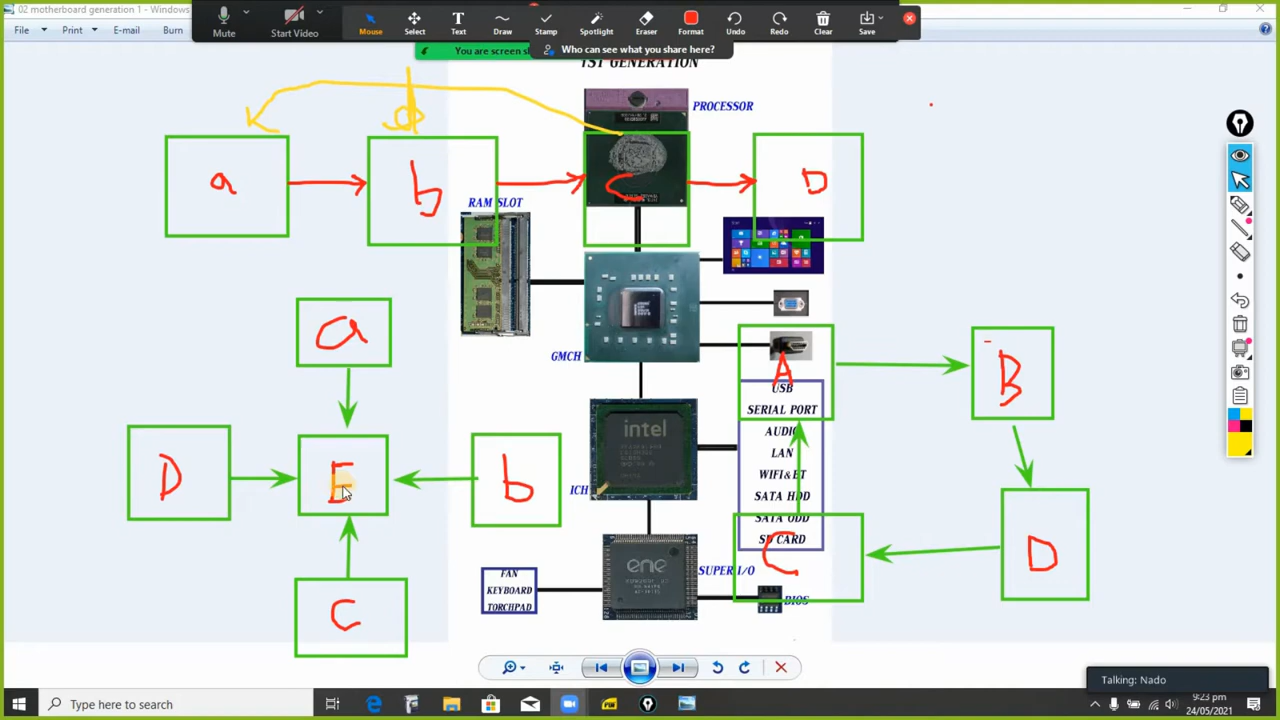 02 motherboard generation 1 - Windows
File
Print
E-mail
Burn
Mute
Start Video
Mouse
Select
Text
Draw
Stamp
Spotlight
Eraser
Format
Undo
Redo
Clear
Save
You are screen s
Who can see what you share here?
1ST GENERATION
PROCESSOR
a
b
C
D
RAM SLOT
GMCH
a
A
B
USB
SERIAL PORT
AUDIO
LAN
WIFI & BT
SATA HDD
SATA ODD
SD CARD
intel
ICH
D
E
b
C
D
C
ene
SUPER I/O
BIOS
FAN
KEYBOARD
TORCHPAD
Talking: Nado
Type here to search
9:23 pm
24/05/2021